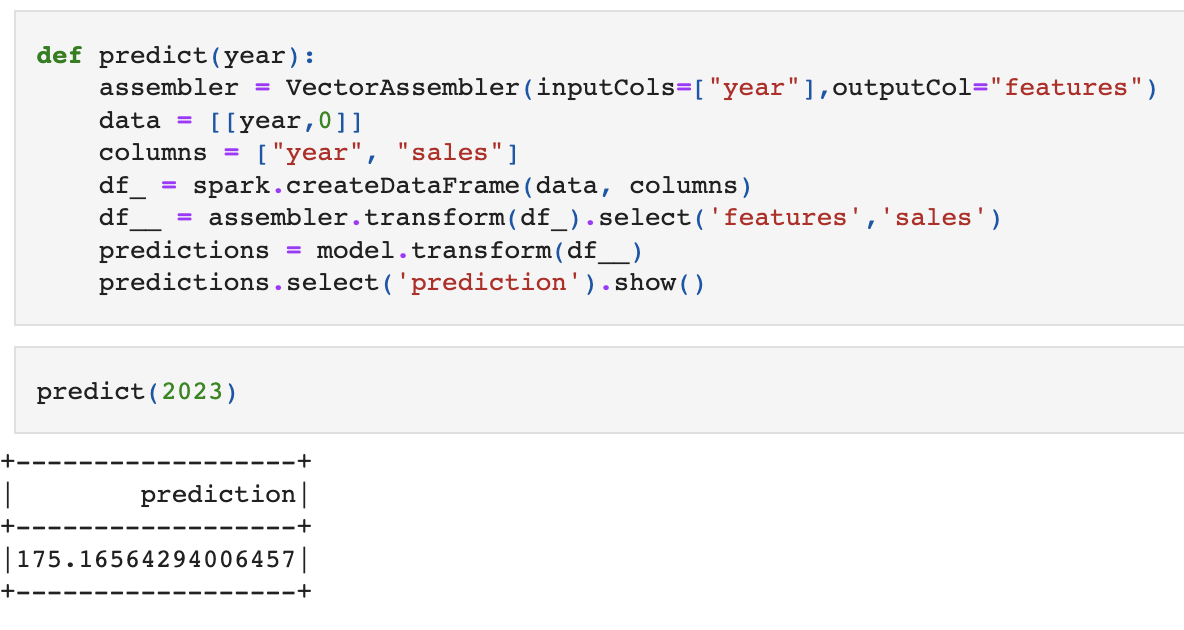 def predict(year):
    assembler = VectorAssembler(inputCols=["year"],outputCol="features")
    data = [[year,0]]
    columns = ["year", "sales"]
    df_ = spark.createDataFrame(data, columns)
    df__ = assembler.transform(df_).select('features','sales')
    predictions = model.transform(df__)
    predictions.select('prediction').show()
predict(2023)
+------------------+
|        prediction|
+------------------+
|175.16564294006457|
+------------------+